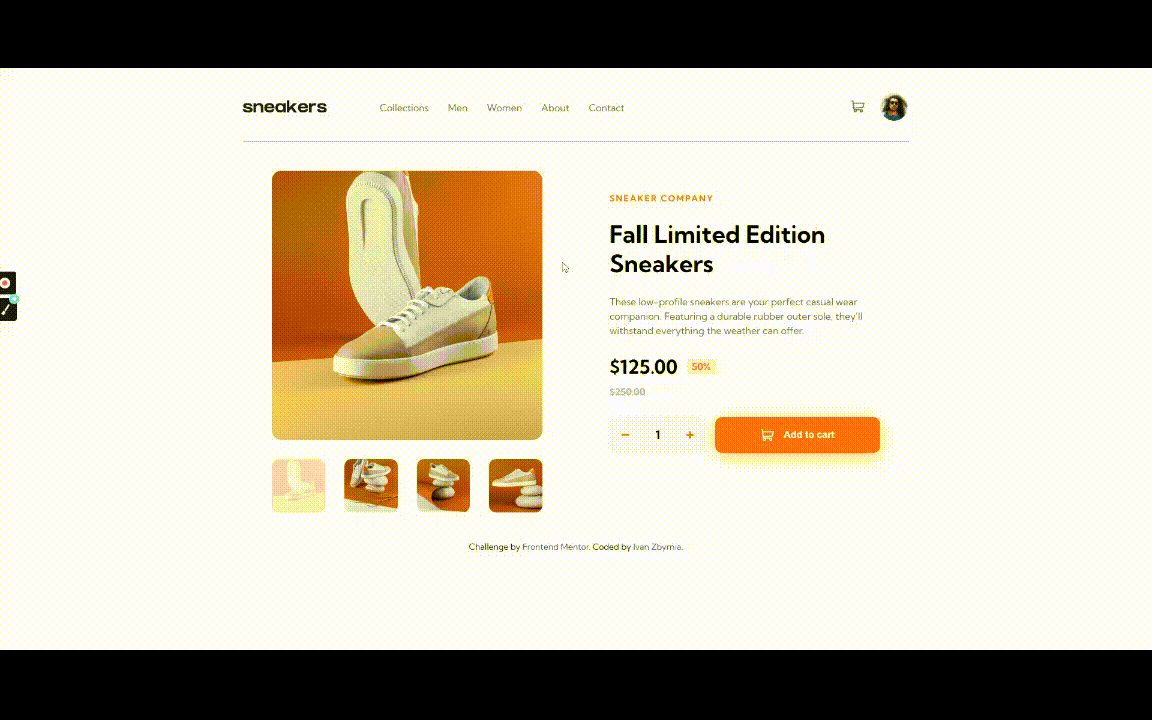 sneakers
Collections Men Women About Contact
SNEAKER COMPANY
Fall Limited Edition
Sneakers
These low-profile sneakers are your perfect casual wear
companion. Featuring a durable rubber outer sole, they'll
withstand everything the weather can offer.
$125.00 50%
$250.00
− 1 +
Add to cart
Challenge by Frontend Mentor. Coded by Ivan Zbyrnia.